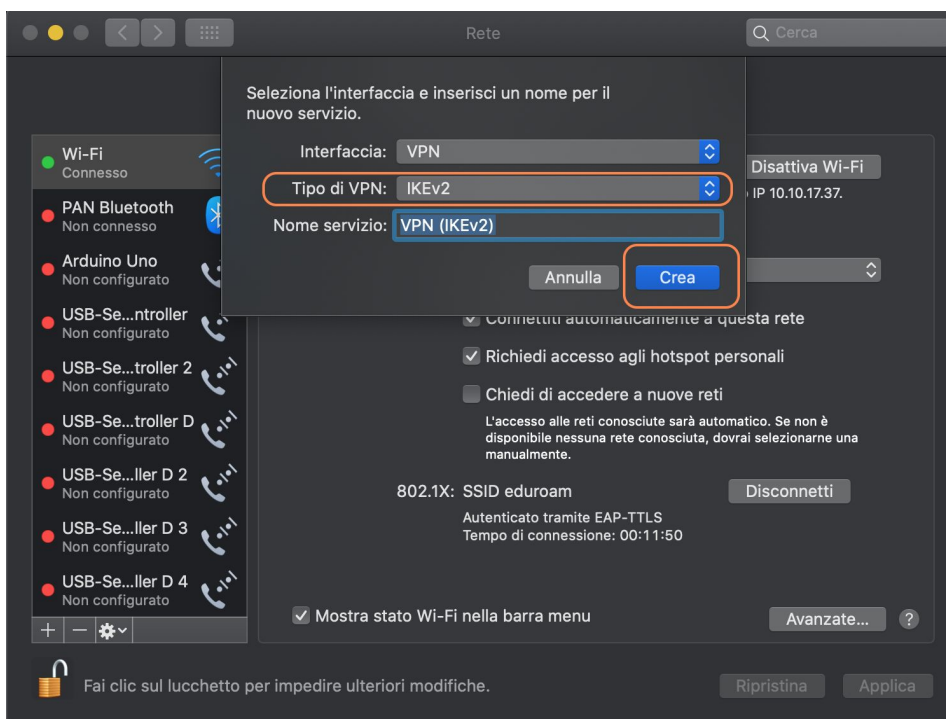 Rete
Cerca
Seleziona l'interfaccia e inserisci un nome per il
nuovo servizio.
Interfaccia: VPN
Tipo di VPN: IKEv2
Nome servizio: VPN (IKEv2)
Annulla
Crea
Wi-Fi
Connesso
PAN Bluetooth
Non connesso
Arduino Uno
Non configurato
USB-Se...ntroller
Non configurato
USB-Se...troller 2
Non configurato
USB-Se...troller D
Non configurato
USB-Se...ller D 2
Non configurato
USB-Se...ller D 3
Non configurato
USB-Se...ller D 4
Non configurato
Disattiva Wi-Fi
IP 10.10.17.37.
Connettiti automaticamente a questa rete
Richiedi accesso agli hotspot personali
Chiedi di accedere a nuove reti
L'accesso alle reti conosciute sarà automatico. Se non è
disponibile nessuna rete conosciuta, dovrai selezionarne una
manualmente.
802.1X: SSID eduroam
Disconnetti
Autenticato tramite EAP-TTLS
Tempo di connessione: 00:11:50
Mostra stato Wi-Fi nella barra menu
Avanzate...
?
Fai clic sul lucchetto per impedire ulteriori modifiche.
Ripristina
Applica